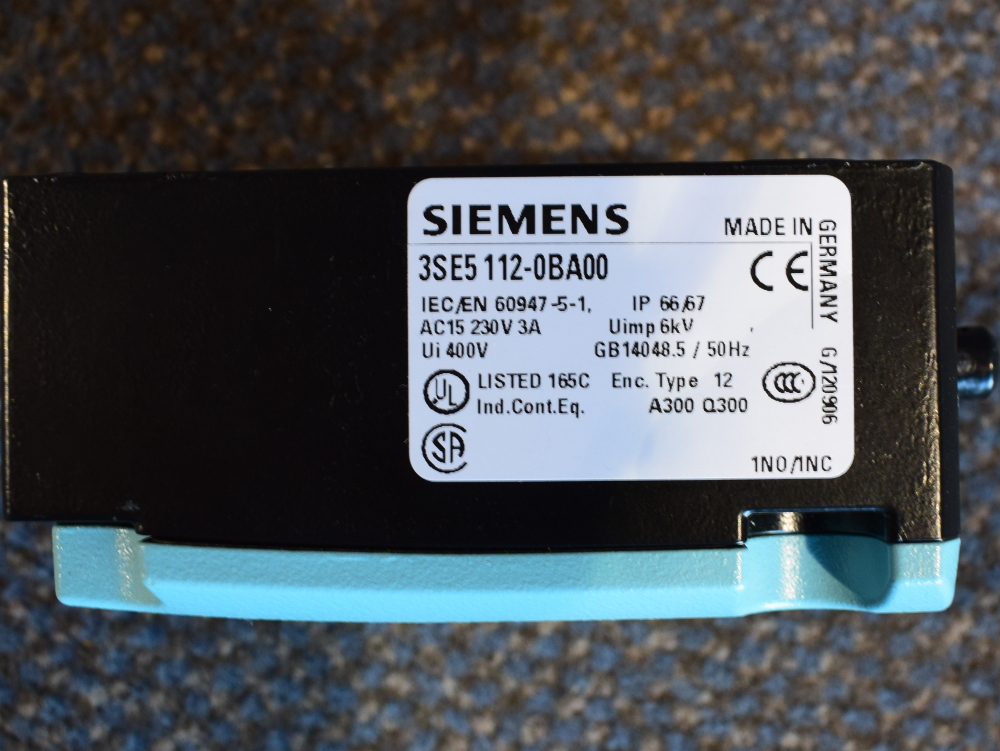 SIEMENS
MADE IN GERMANY
3SE5 112-0BA00
CE
IEC/EN 60947-5-1, IP 66/67
AC15 230V 3A Uimp 6kV
Ui 400V GB14048.5 / 50Hz
G/120906
UL LISTED 165C Enc. Type 12 CCC
Ind.Cont.Eq. A300 Q300
SA
1NO/1NC